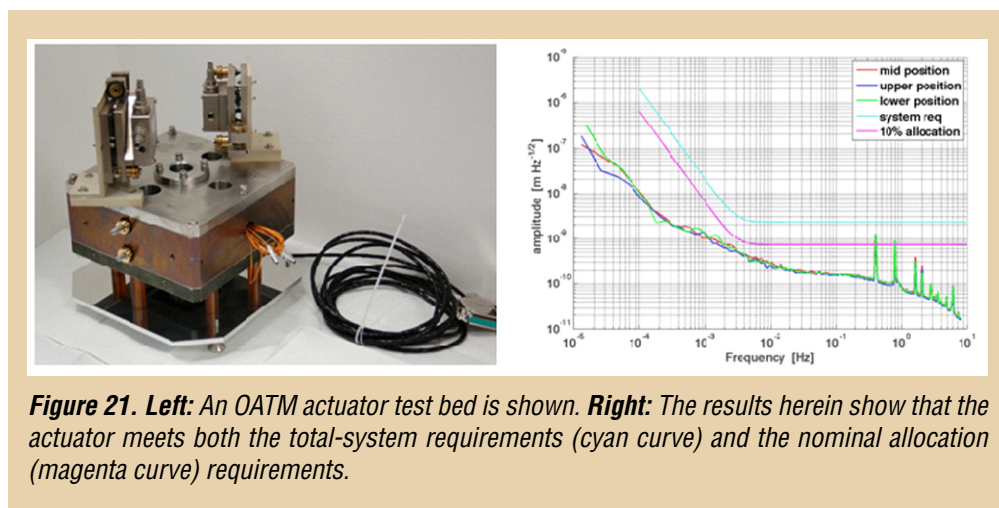 10⁻⁵
10⁻⁶
10⁻⁷
10⁻⁸
10⁻⁹
10⁻¹⁰
10⁻¹¹
amplitude [m Hz⁻¹/²]
mid position
upper position
lower position
system req
10% allocation
10⁻⁵ 10⁻⁴ 10⁻³ 10⁻² 10⁻¹ 10⁰ 10¹
Frequency [Hz]
Figure 21. Left: An OATM actuator test bed is shown. Right: The results herein show that the
actuator meets both the total-system requirements (cyan curve) and the nominal allocation
(magenta curve) requirements.